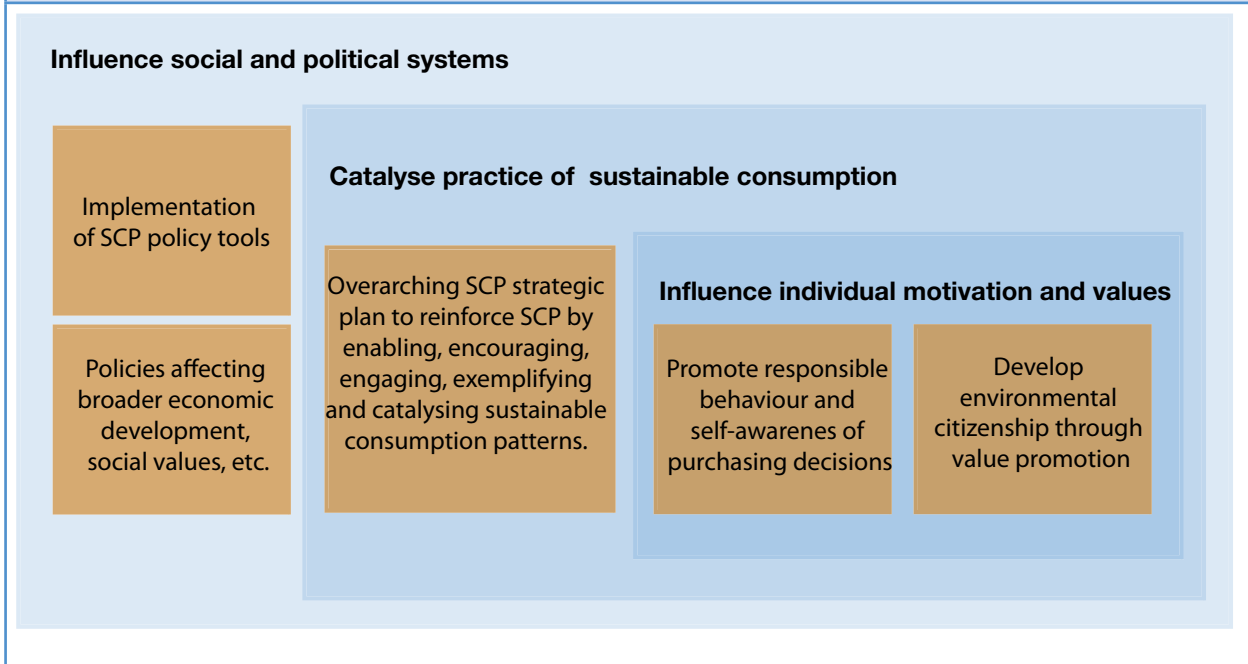 Influence social and political systems
Implementation
of SCP policy tools
Policies affecting
broader economic
development,
social values, etc.
Catalyse practice of sustainable consumption
Overarching SCP strategic
plan to reinforce SCP by
enabling, encouraging,
engaging, exemplifying
and catalysing sustainable
consumption patterns.
Influence individual motivation and values
Promote responsible
behaviour and
self-awarenes of
purchasing decisions
Develop
environmental
citizenship through
value promotion